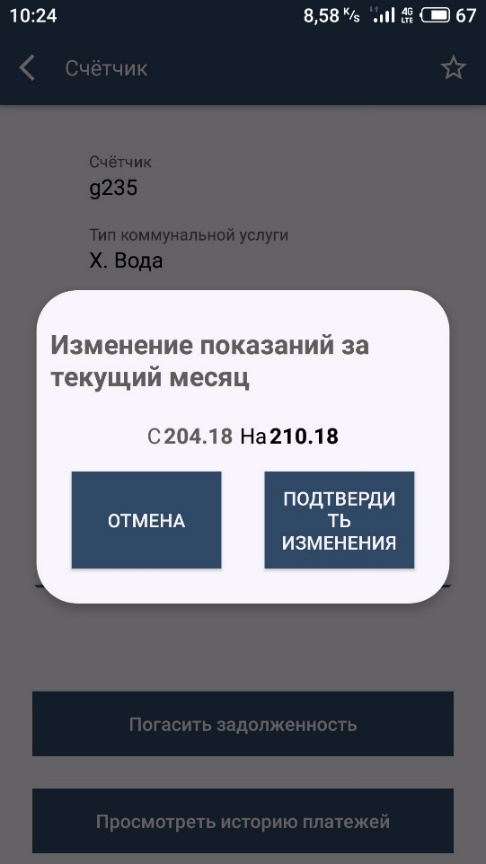 10:24 8,58 K/s 4G LTE 67
Счётчик
Счётчик
g235
Тип коммунальной услуги
Х. Вода
Изменение показаний за
текущий месяц
С 204.18 На 210.18
ОТМЕНА
ПОДТВЕРДИ
ТЬ
ИЗМЕНЕНИЯ
Погасить задолженность
Просмотреть историю платежей